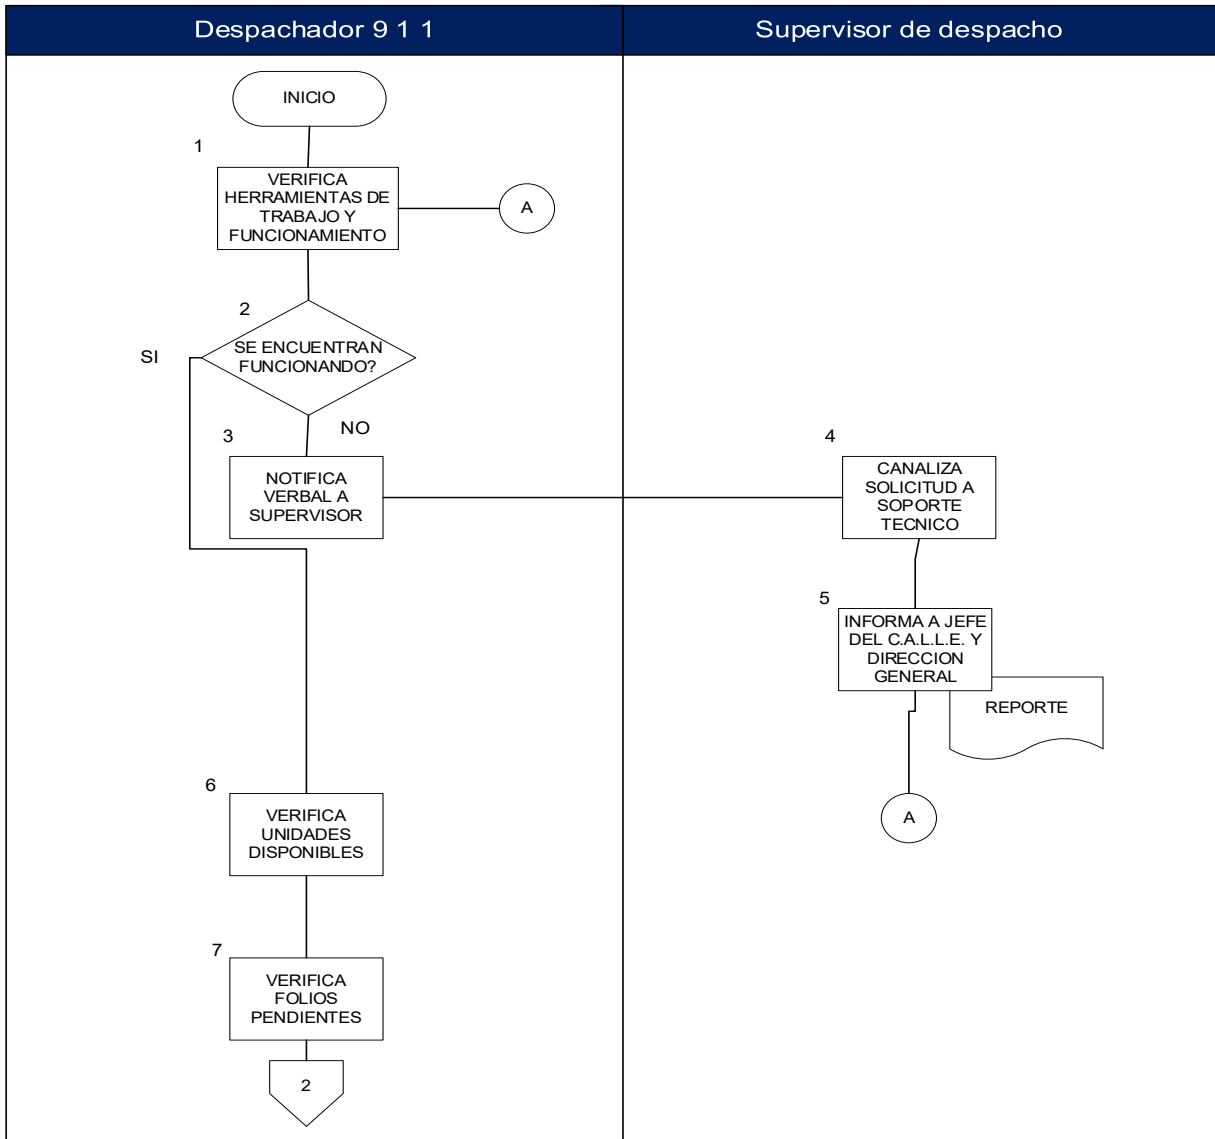 Despachador 9 1 1
Supervisor de despacho
INICIO
1
VERIFICA
HERRAMIENTAS DE
TRABAJO Y
FUNCIONAMIENTO
A
2
SE ENCUENTRAN
FUNCIONANDO?
SI
NO
3
NOTIFICA
VERBAL A
SUPERVISOR
4
CANALIZA
SOLICITUD A
SOPORTE
TECNICO
5
INFORMA A JEFE
DEL C.A.L.L.E. Y
DIRECCION
GENERAL
REPORTE
A
6
VERIFICA
UNIDADES
DISPONIBLES
7
VERIFICA
FOLIOS
PENDIENTES
2